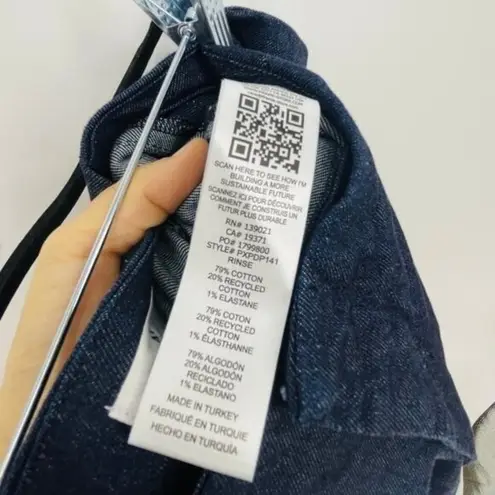 SCAN HERE TO SEE HOW I'M
BUILDING A MORE
SUSTAINABLE FUTURE
SCANNEZ ICI POUR DÉCOUVRIR
COMMENT JE CONSTRUIS UN
FUTUR PLUS DURABLE
RN# 139021
CA# 19371
PO# 1799800
STYLE# PXPDP141
RINSE
79% COTTON
20% RECYCLED
COTTON
1% ELASTANE
79% COTON
20% RECYCLED
COTTON
1% ÉLASTHANNE
79% ALGODÓN
20% ALGODÓN
RECICLADO
1% ELASTANO
MADE IN TURKEY
FABRIQUÉ EN TURQUIE
HECHO EN TURQUÍA